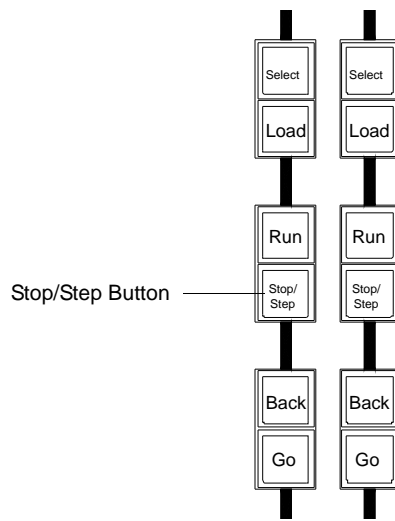 Select Select
Load Load
Run Run
Stop/Step Button
Stop/ Stop/
Step Step
Back Back
Go Go